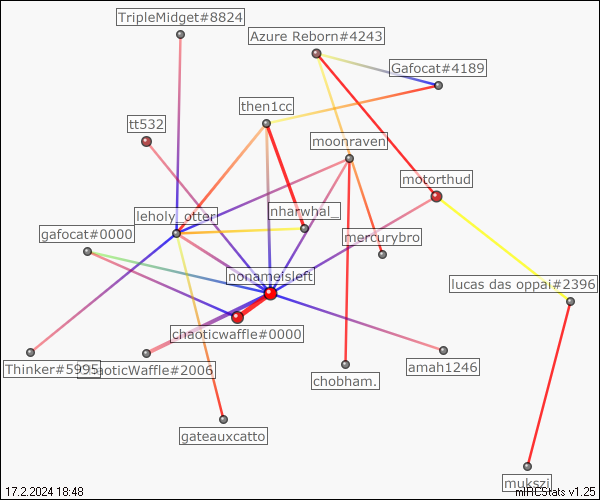 TripleMidget#8824
Azure Reborn#4243
Gafocat#4189
then1cc
tt532
moonraven
motorthud
leholy_otter
nharwhal_
gafocat#0000
mercurybro
nonameisleft
lucas das oppai#2396
chaoticwaffle#0000
Thinker#5995
haoticWaffle#2006
amah1246
chobham.
gateauxcatto
mukszi
17.2.2024 18:48
mIRCStats v1.25